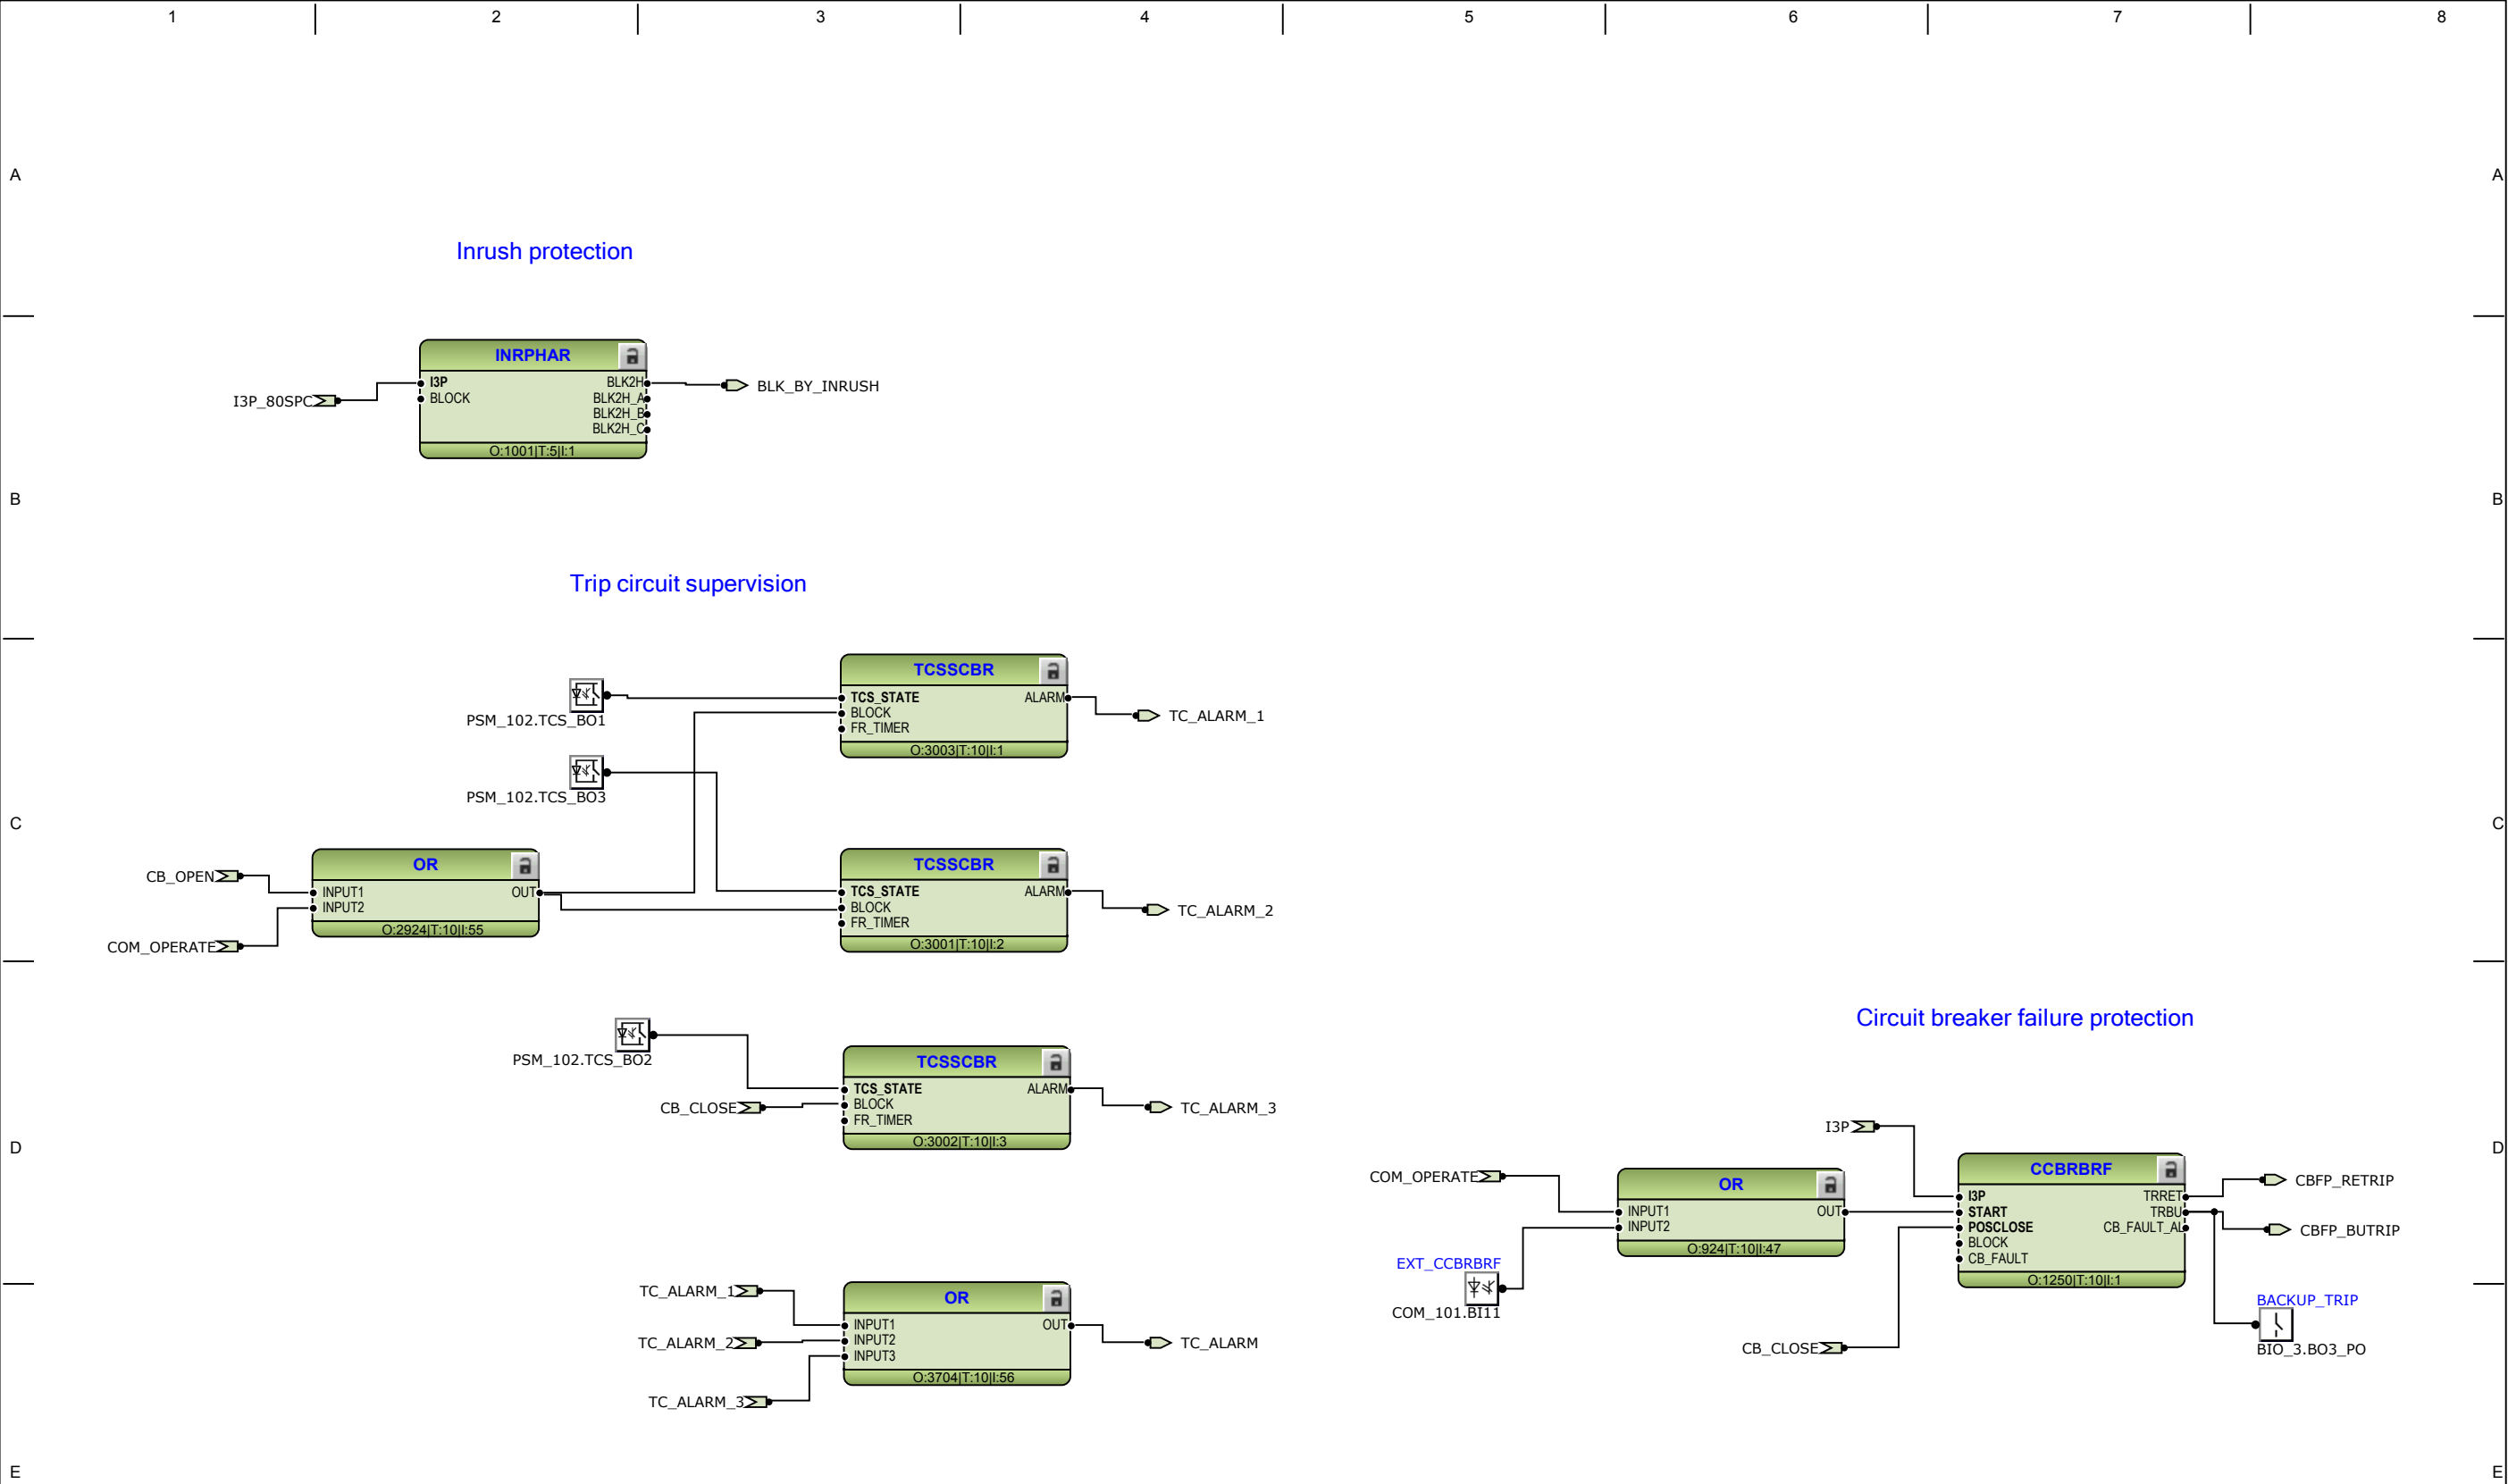 1 2 3 4 5 6 7 8
A A
Inrush protection
INRPHAR
I3P BLK2H
BLOCK BLK2H_A
BLK2H_B
BLK2H_C
O:1001|T:5|I:1
I3P_80SPC
BLK_BY_INRUSH
B B
Trip circuit supervision
PSM_102.TCS_BO1
TCSSCBR
TCS_STATE ALARM
BLOCK
FR_TIMER
O:3003|T:10|I:1
TC_ALARM_1
PSM_102.TCS_BO3
C C
CB_OPEN
COM_OPERATE
OR
INPUT1 OUT
INPUT2
O:2924|T:10|I:55
TCSSCBR
TCS_STATE ALARM
BLOCK
FR_TIMER
O:3001|T:10|I:2
TC_ALARM_2
PSM_102.TCS_BO2
CB_CLOSE
TCSSCBR
TCS_STATE ALARM
BLOCK
FR_TIMER
O:3002|T:10|I:3
TC_ALARM_3
D D
Circuit breaker failure protection
I3P
COM_OPERATE
EXT_CCBRBRF
COM_101.BI11
OR
INPUT1 OUT
INPUT2
O:924|T:10|I:47
CB_CLOSE
CCBRBRF
I3P TRRET
START TRBU
POSCLOSE CB_FAULT_AL
BLOCK
CB_FAULT
O:1250|T:10|I:1
CBFP_RETRIP
CBFP_BUTRIP
BACKUP_TRIP
BIO_3.BO3_PO
TC_ALARM_1
TC_ALARM_2
TC_ALARM_3
OR
INPUT1 OUT
INPUT2
INPUT3
O:3704|T:10|I:56
TC_ALARM
E E